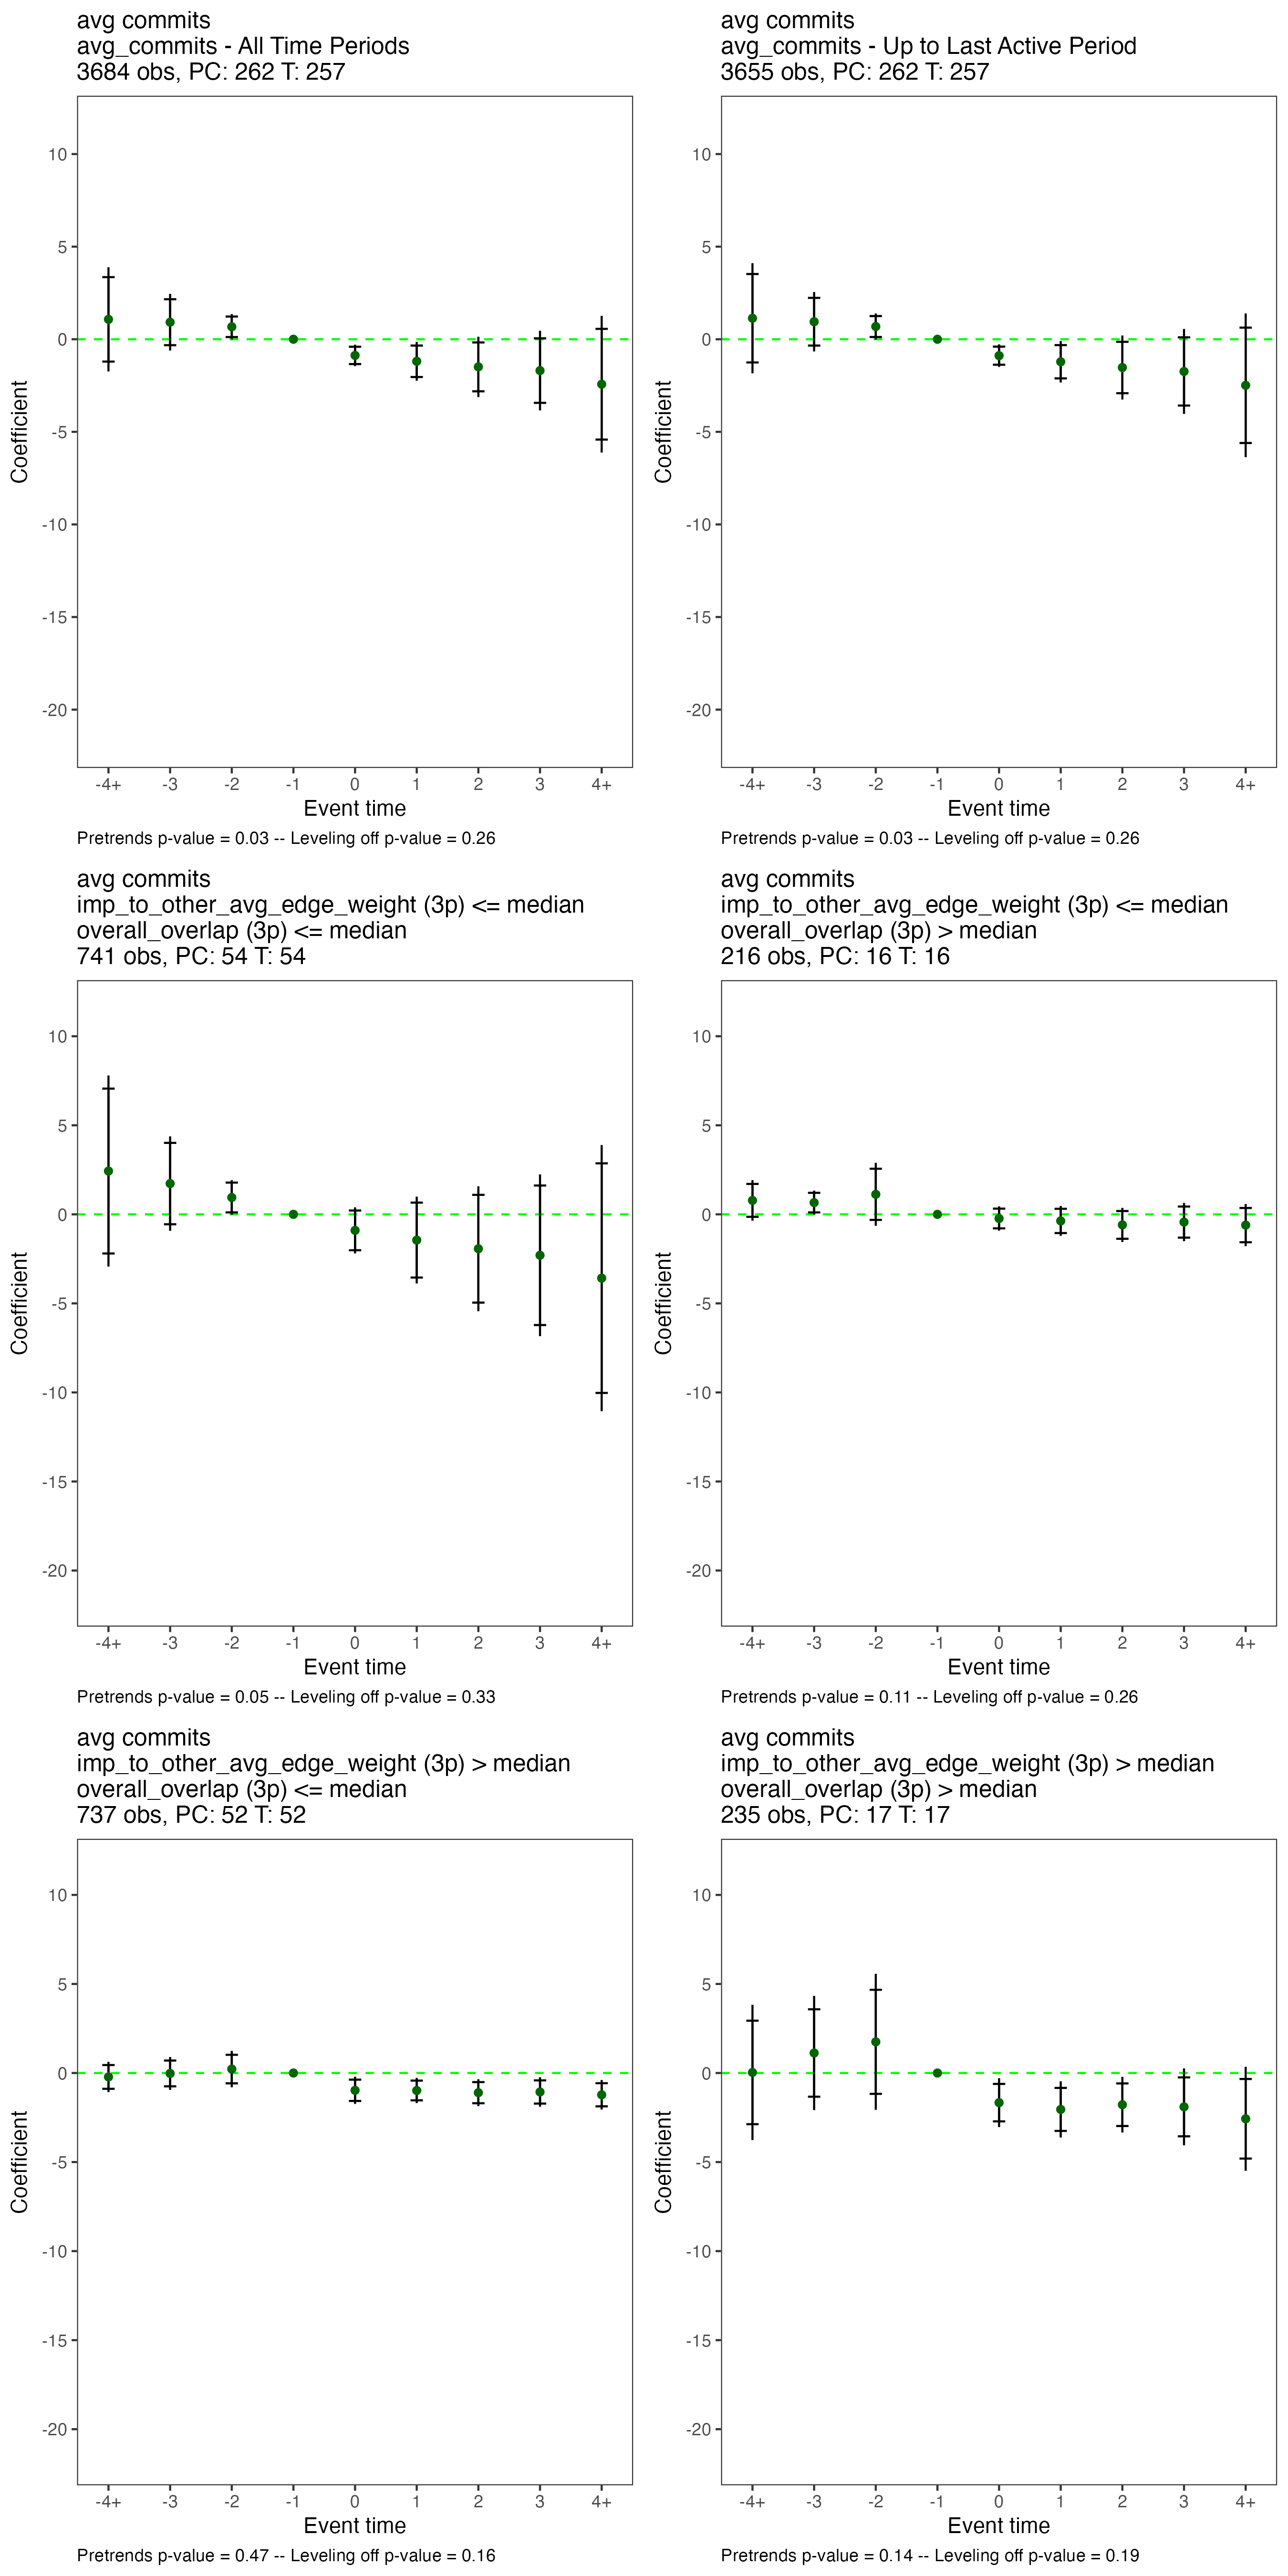 avg commits
avg_commits - All Time Periods
3684 obs, PC: 262 T: 257
10
5
0
-5
-10
-15
-20
Coefficient
-4+ -3 -2 -1 0 1 2 3 4+
Event time
Pretrends p-value = 0.03 -- Leveling off p-value = 0.26
avg commits
avg_commits - Up to Last Active Period
3655 obs, PC: 262 T: 257
10
5
0
-5
-10
-15
-20
Coefficient
-4+ -3 -2 -1 0 1 2 3 4+
Event time
Pretrends p-value = 0.03 -- Leveling off p-value = 0.26
avg commits
imp_to_other_avg_edge_weight (3p) <= median
overall_overlap (3p) <= median
741 obs, PC: 54 T: 54
10
5
0
-5
-10
-15
-20
Coefficient
-4+ -3 -2 -1 0 1 2 3 4+
Event time
Pretrends p-value = 0.05 -- Leveling off p-value = 0.33
avg commits
imp_to_other_avg_edge_weight (3p) <= median
overall_overlap (3p) > median
216 obs, PC: 16 T: 16
10
5
0
-5
-10
-15
-20
Coefficient
-4+ -3 -2 -1 0 1 2 3 4+
Event time
Pretrends p-value = 0.11 -- Leveling off p-value = 0.26
avg commits
imp_to_other_avg_edge_weight (3p) > median
overall_overlap (3p) <= median
737 obs, PC: 52 T: 52
10
5
0
-5
-10
-15
-20
Coefficient
-4+ -3 -2 -1 0 1 2 3 4+
Event time
Pretrends p-value = 0.47 -- Leveling off p-value = 0.16
avg commits
imp_to_other_avg_edge_weight (3p) > median
overall_overlap (3p) > median
235 obs, PC: 17 T: 17
10
5
0
-5
-10
-15
-20
Coefficient
-4+ -3 -2 -1 0 1 2 3 4+
Event time
Pretrends p-value = 0.14 -- Leveling off p-value = 0.19